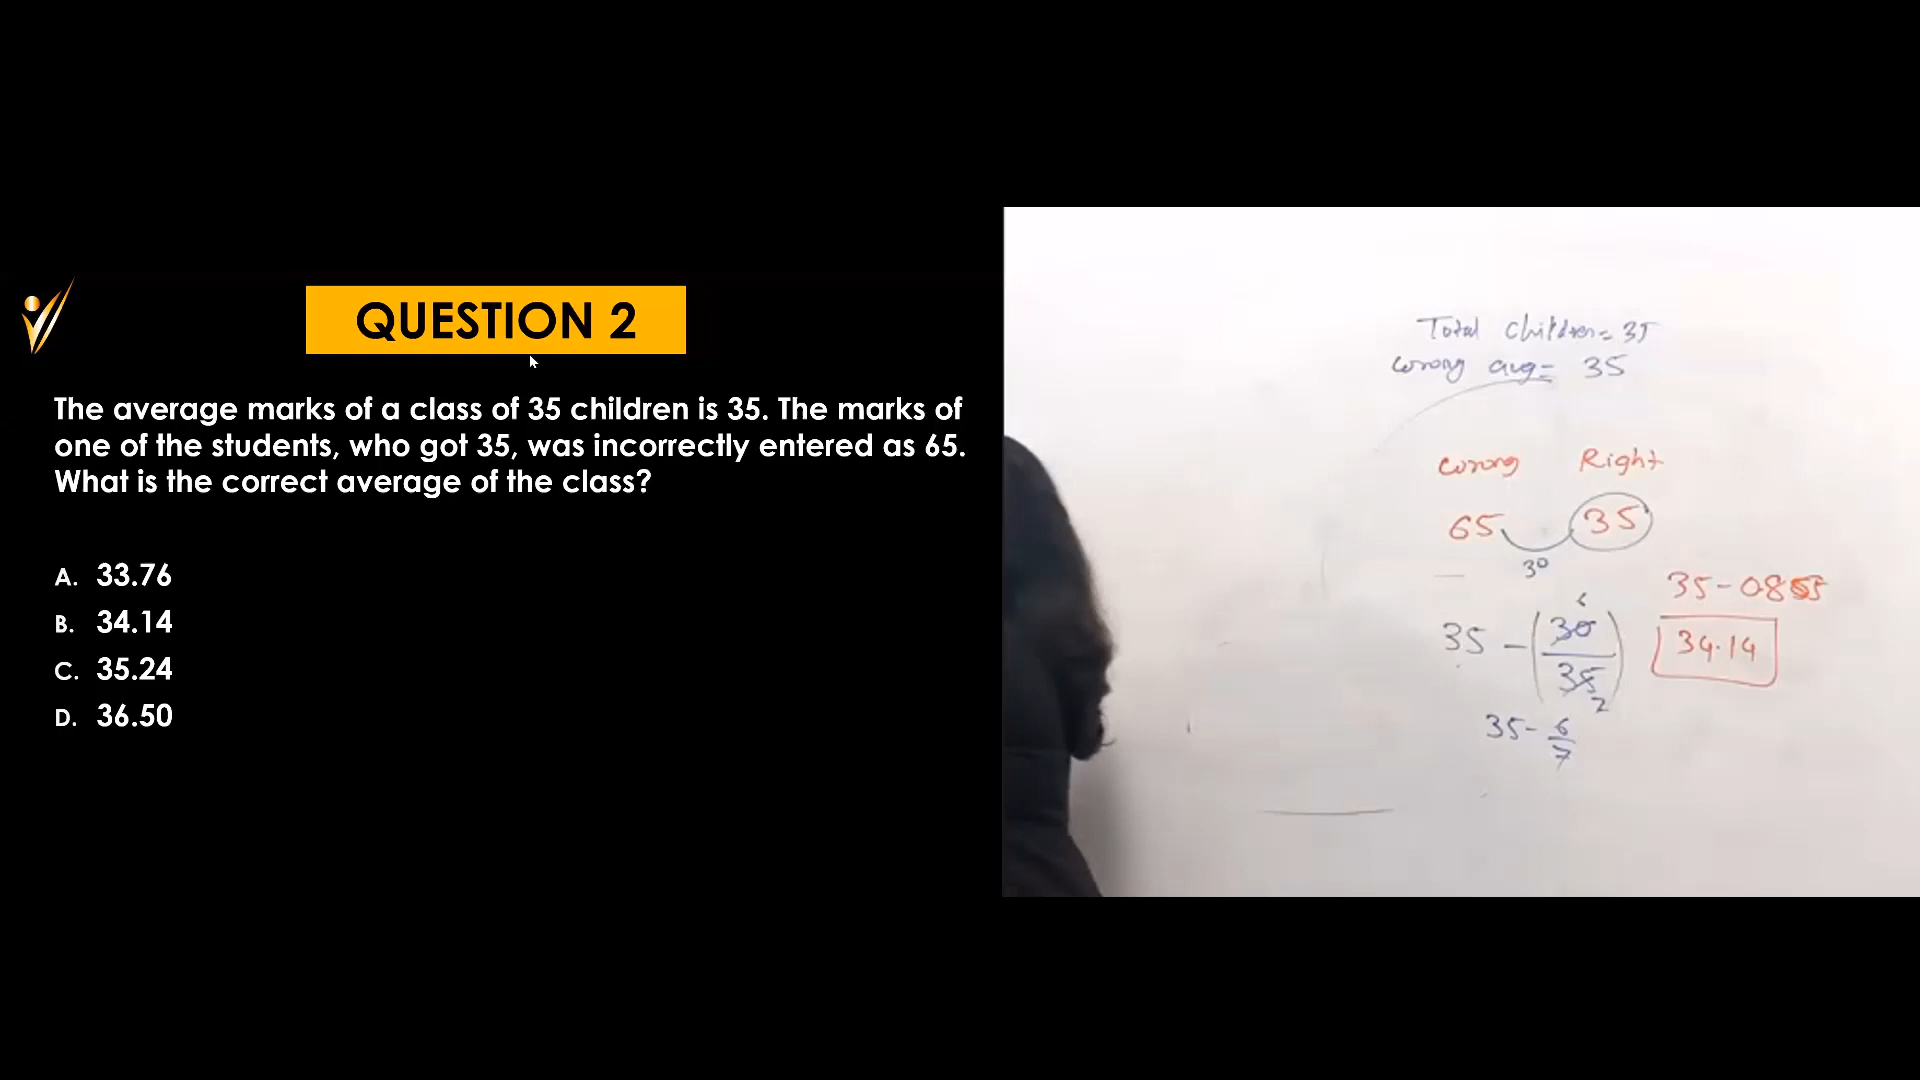 QUESTION 2
The average marks of a class of 35 children is 35. The marks of
one of the students, who got 35, was incorrectly entered as 65.
What is the correct average of the class?
A. 33.76
B. 34.14
C. 35.24
D. 36.50
Total children = 35
wrong avg = 35
wrong Right
65 35
30
35 - (30/35)
6
35 - 6/7
34.14